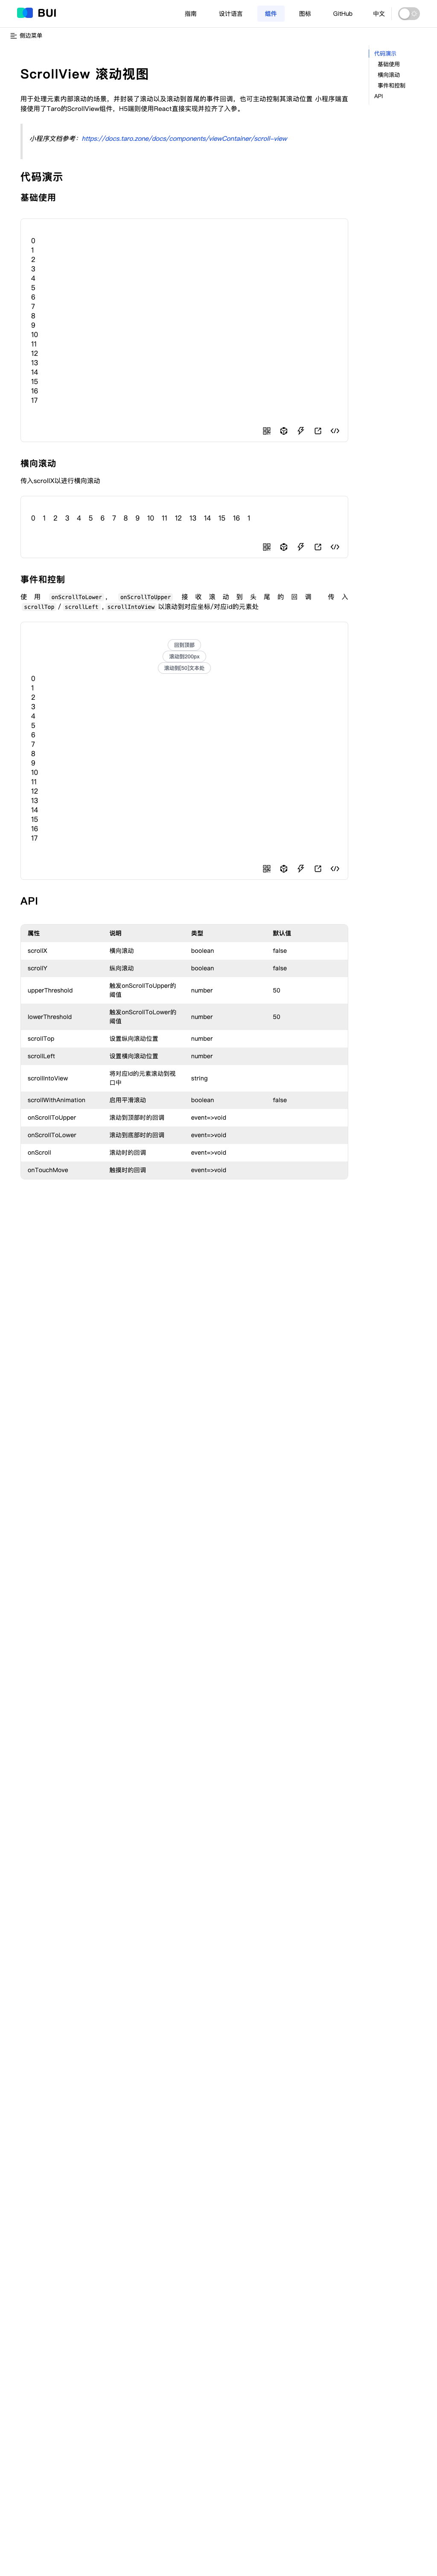 BUI
指南 设计语言 组件 图标 GitHub 中文
侧边菜单
代码演示
基础使用
横向滚动
事件和控制
API
ScrollView 滚动视图
用于处理元素内部滚动的场景，并封装了滚动以及滚动到首尾的事件回调，也可主动控制其滚动位置 小程序端直
接使用了Taro的ScrollView组件，H5端则使用React直接实现并拉齐了入参。
小程序文档参考：https://docs.taro.zone/docs/components/viewContainer/scroll-view
代码演示
基础使用
0
1
2
3
4
5
6
7
8
9
10
11
12
13
14
15
16
17
横向滚动
传入scrollX以进行横向滚动
0 1 2 3 4 5 6 7 8 9 10 11 12 13 14 15 16 1
事件和控制
使用 onScrollToLower， onScrollToUpper 接收滚动到头尾的回调 传入
scrollTop / scrollLeft ,scrollIntoView 以滚动到对应坐标/对应id的元素处
回到顶部
滚动到200px
滚动到[50]文本处
0
1
2
3
4
5
6
7
8
9
10
11
12
13
14
15
16
17
API
属性 说明 类型 默认值
scrollX 横向滚动 boolean false
scrollY 纵向滚动 boolean false
upperThreshold 触发onScrollToUpper的阈值 number 50
lowerThreshold 触发onScrollToLower的阈值 number 50
scrollTop 设置纵向滚动位置 number
scrollLeft 设置横向滚动位置 number
scrollIntoView 将对应Id的元素滚动到视口中 string
scrollWithAnimation 启用平滑滚动 boolean false
onScrollToUpper 滚动到顶部时的回调 event=>void
onScrollToLower 滚动到底部时的回调 event=>void
onScroll 滚动时的回调 event=>void
onTouchMove 触摸时的回调 event=>void